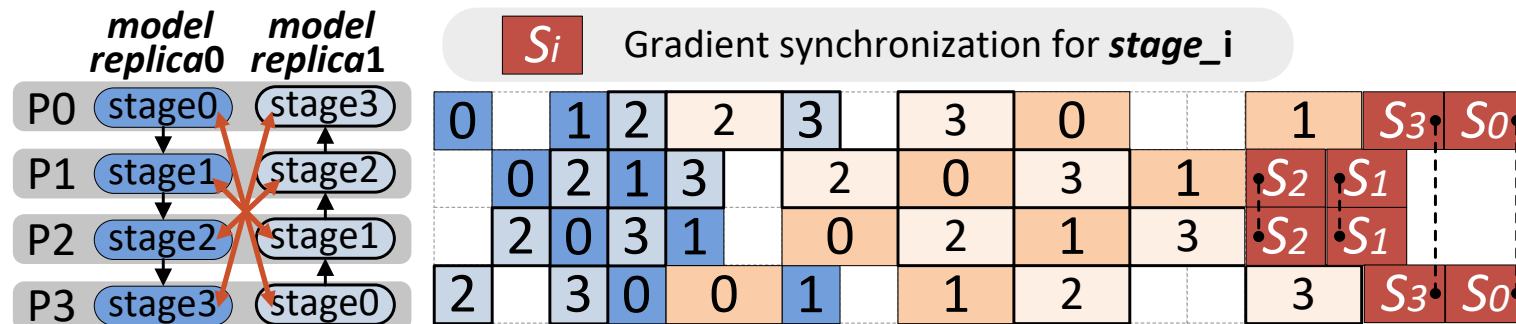 model model
replica0 replica1
Si Gradient synchronization for stage_i
P0 stage0 stage3 0 1 2 2 3 3 0 1 S3 S0
P1 stage1 stage2 0 2 1 3 2 0 3 1 S2 S1
P2 stage2 stage1 2 0 3 1 0 2 1 3 S2 S1
P3 stage3 stage0 2 3 0 0 1 1 2 3 S3 S0